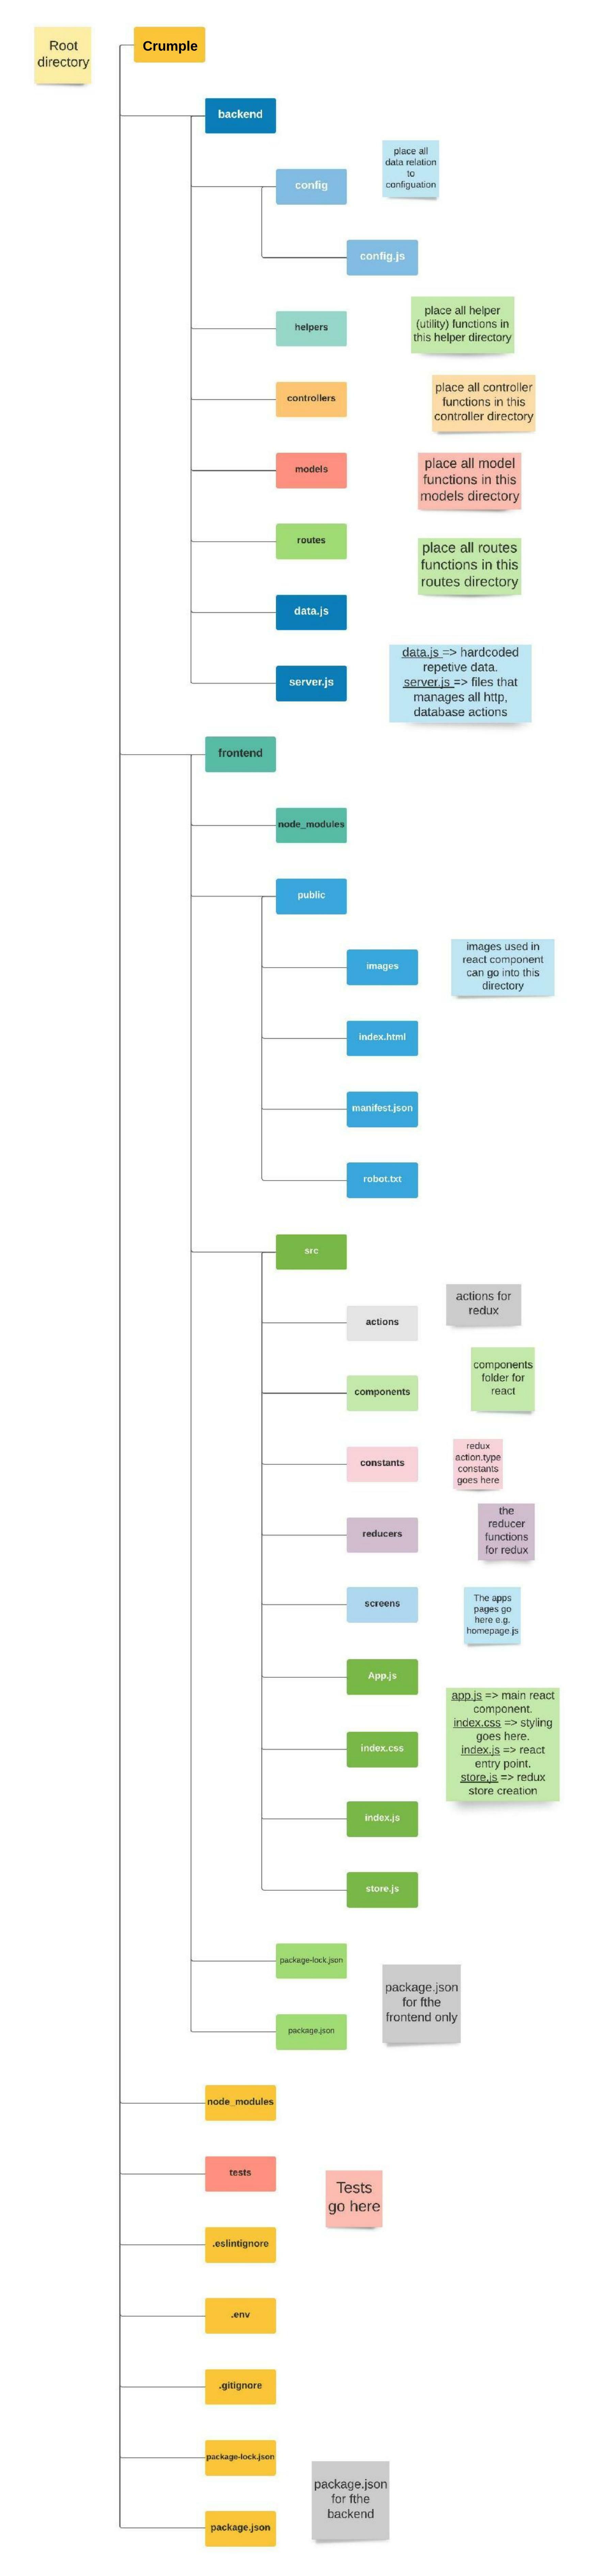 Root
directory
Crumple
backend
place all
data relation
to
configuation
config
config.js
helpers
place all helper
(utility) functions in
this helper directory
controllers
place all controller
functions in this
controller directory
models
place all model
functions in this
models directory
routes
place all routes
functions in this
routes directory
data.js
server.js
data.js => hardcoded
repetive data.
server.js => files that
manages all http,
database actions
frontend
node_modules
public
images
images used in
react component
can go into this
directory
index.html
manifest.json
robot.txt
src
actions
actions for
redux
components
components
folder for
react
constants
redux
action.type
constants
goes here
reducers
the
reducer
functions
for redux
screens
The apps
pages go
here e.g.
homepage.js
App.js
index.css
app.js => main react
component.
index.css => styling
goes here.
index.js => react
entry point.
store.js => redux
store creation
index.js
store.js
package-lock.json
package.json
package.json
for fthe
frontend only
node_modules
tests
Tests
go here
.eslintignore
.env
.gitignore
package-lock.json
package.json
package.json
for fthe
backend